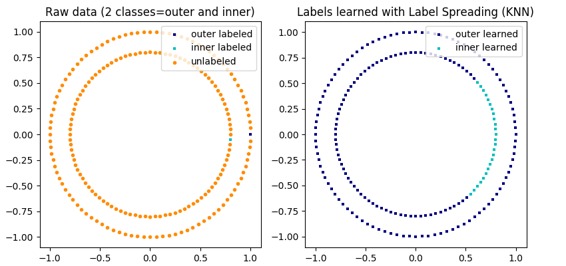 Raw data (2 classes=outer and inner)
outer labeled
inner labeled
unlabeled
1.00
0.75
0.50
0.25
0.00
−0.25
−0.50
−0.75
−1.00
−1.0 −0.5 0.0 0.5 1.0
Labels learned with Label Spreading (KNN)
outer learned
inner learned
1.00
0.75
0.50
0.25
0.00
−0.25
−0.50
−0.75
−1.00
−1.0 −0.5 0.0 0.5 1.0